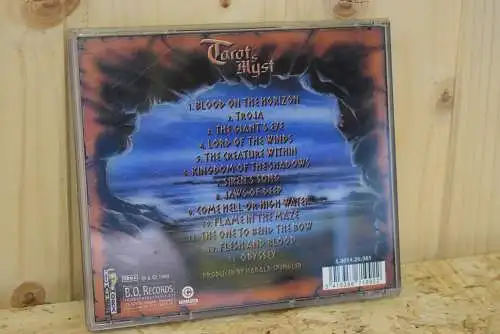 Tarot's
Myst
1. BLOOD ON THE HORIZON
2. TROJA
3. THE GIANT'S EYE
4. LORD OF THE WINDS
5. THE CREATURE WITHIN
6. KINGDOM OF THE SHADOWS
7. SIREN'S SONG
8. JAWS OF DEEP
9. COME HELL OR HIGH WATER...
10. FLAME IN THE MAZE
11. THE ONE TO BEND THE BOW
12. FLESH AND BLOOD
13. ODYSSEY
PRODUCED BY HARALD SPENGLER
B.O. RECORDS